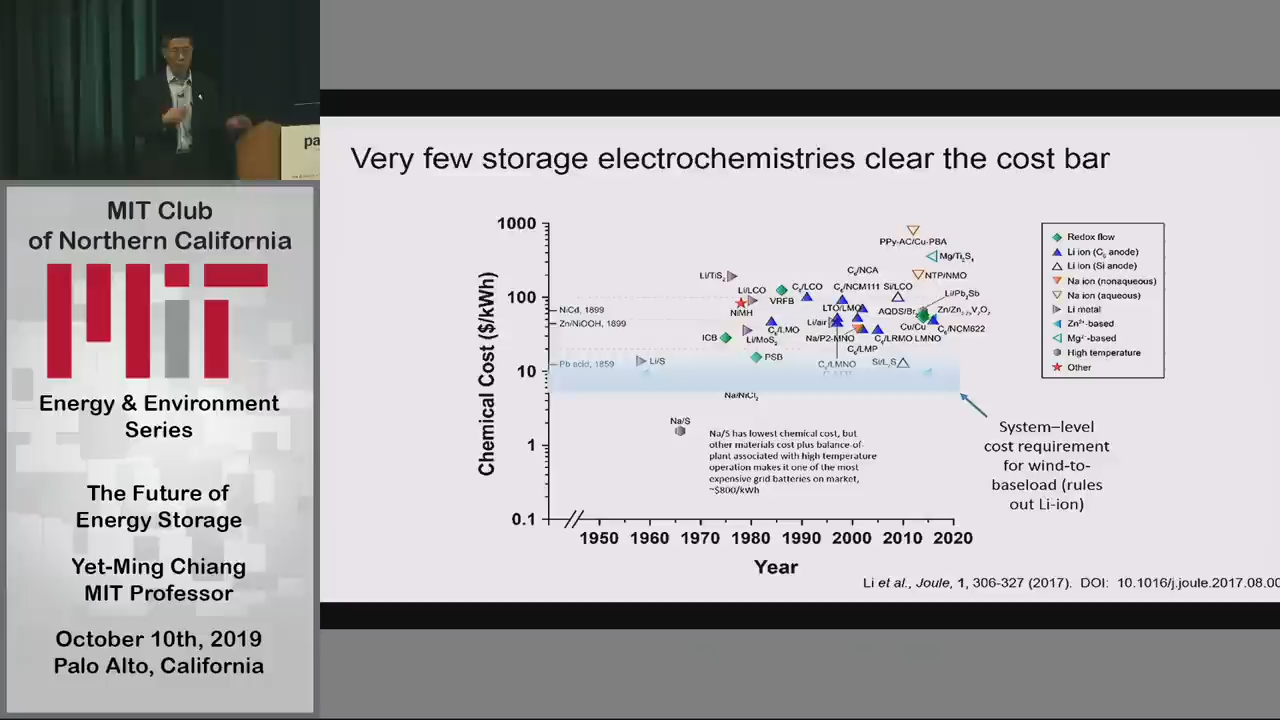 pa
MIT Club
of Northern California
MIT
Energy & Environment
Series
The Future of
Energy Storage
Yet-Ming Chiang
MIT Professor
October 10th, 2019
Palo Alto, California
Very few storage electrochemistries clear the cost bar
Chemical Cost ($/kWh)
1000
100
10
1
0.1
NiCd, 1899
Zn/NiOOH, 1899
Pb acid, 1859
PPy-AC/Cu-PBA
Mg/Ti₂S₄
Li/TiS₂
C₆/NCA
NTP/NMO
Li/LCO
C₆/LCO
C₆/NCM111
Si/LCO
Li/Pb₂Sb
VRFB
NiMH
LTO/LMO
AQDS/Br₂
C₆/LMO
Li/air
Cu/Cu
C₆/NCM622
ICB
Li/MoS₂
Na/P2-MNO
C₆/LRMO
LMNO
C₆/LMP
Li/S
PSB
C₆/LMNO
Si/Li₂S
Na/NiCl₂
Na/S
Na/S has lowest chemical cost, but
other materials cost plus balance-of-
plant associated with high temperature
operation makes it one of the most
expensive grid batteries on market,
~$800/kWh
1950 1960 1970 1980 1990 2000 2010 2020
Year
Redox flow
Li ion (C₆ anode)
Li ion (Si anode)
Na ion (nonaqueous)
Na ion (aqueous)
Li metal
Zn²⁺-based
Mg²⁺-based
High temperature
Other
System–level
cost requirement
for wind-to-
baseload (rules
out Li-ion)
Li et al., Joule, 1, 306-327 (2017). DOI: 10.1016/j.joule.2017.08.00